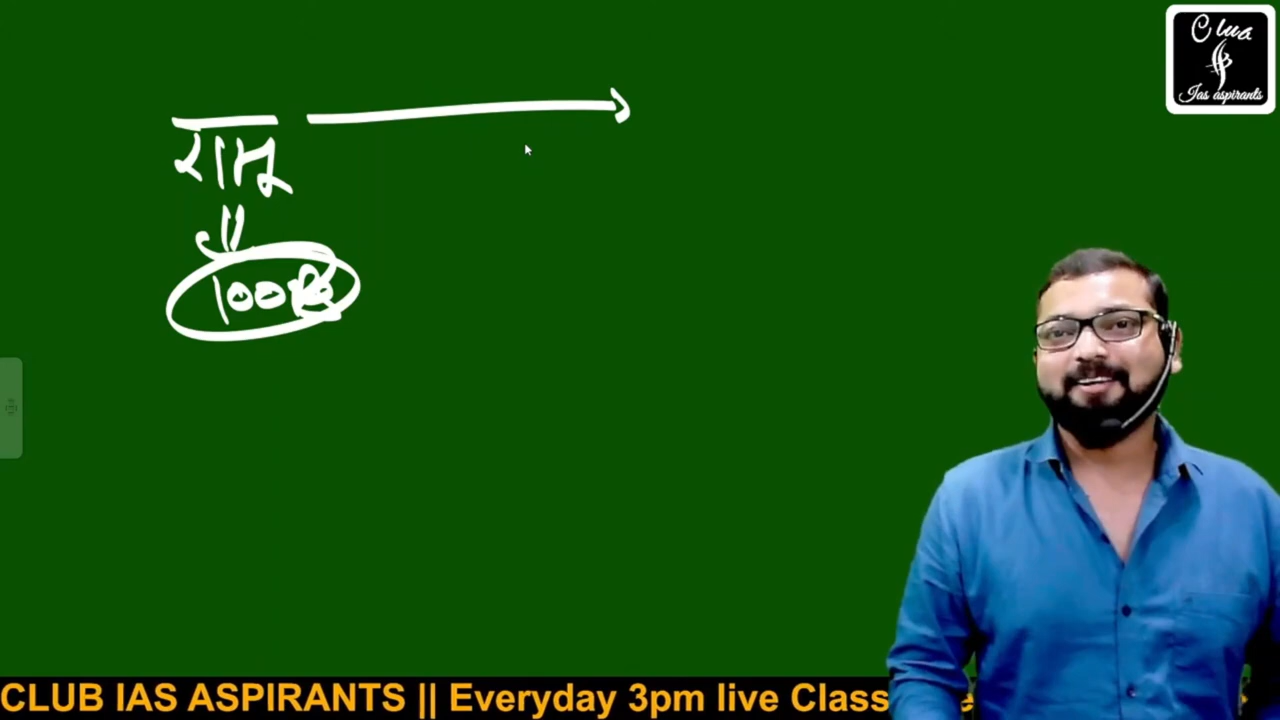 Club
Ias aspirants
रामू
100
CLUB IAS ASPIRANTS || Everyday 3pm live Class